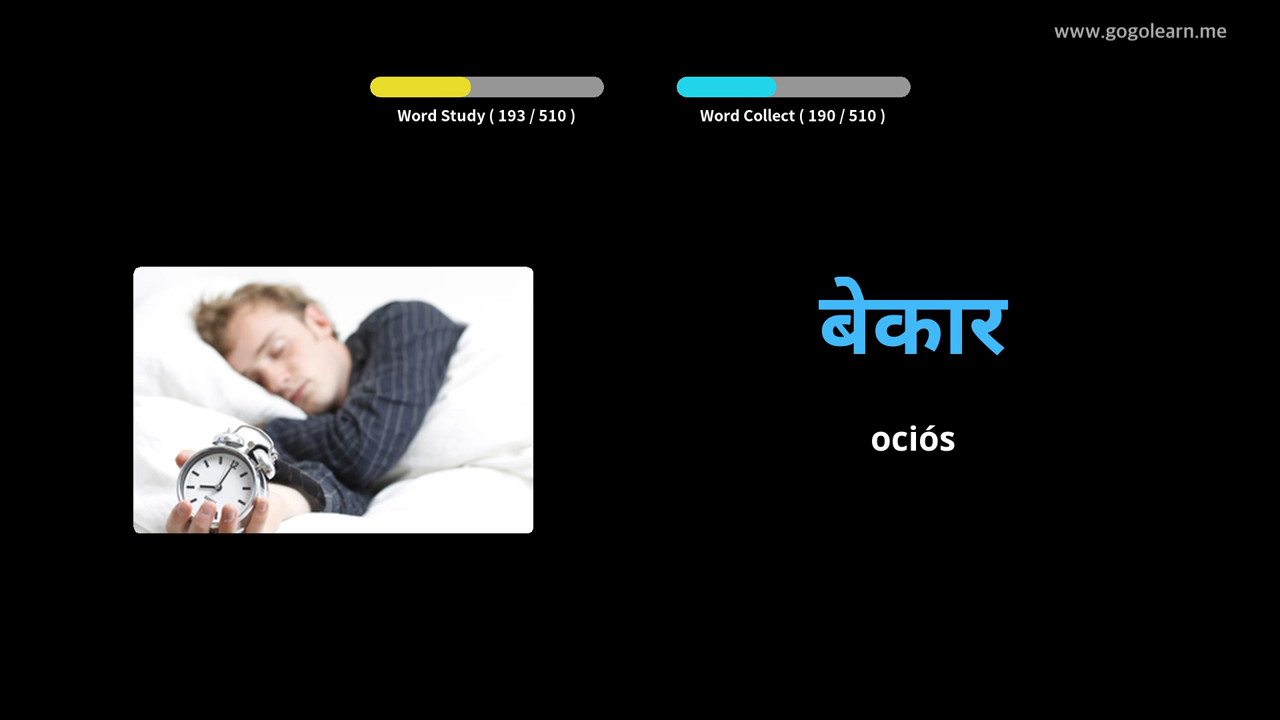 www.gogolearn.me
Word Study ( 193 / 510 )
Word Collect ( 190 / 510 )
बेकार
ociós